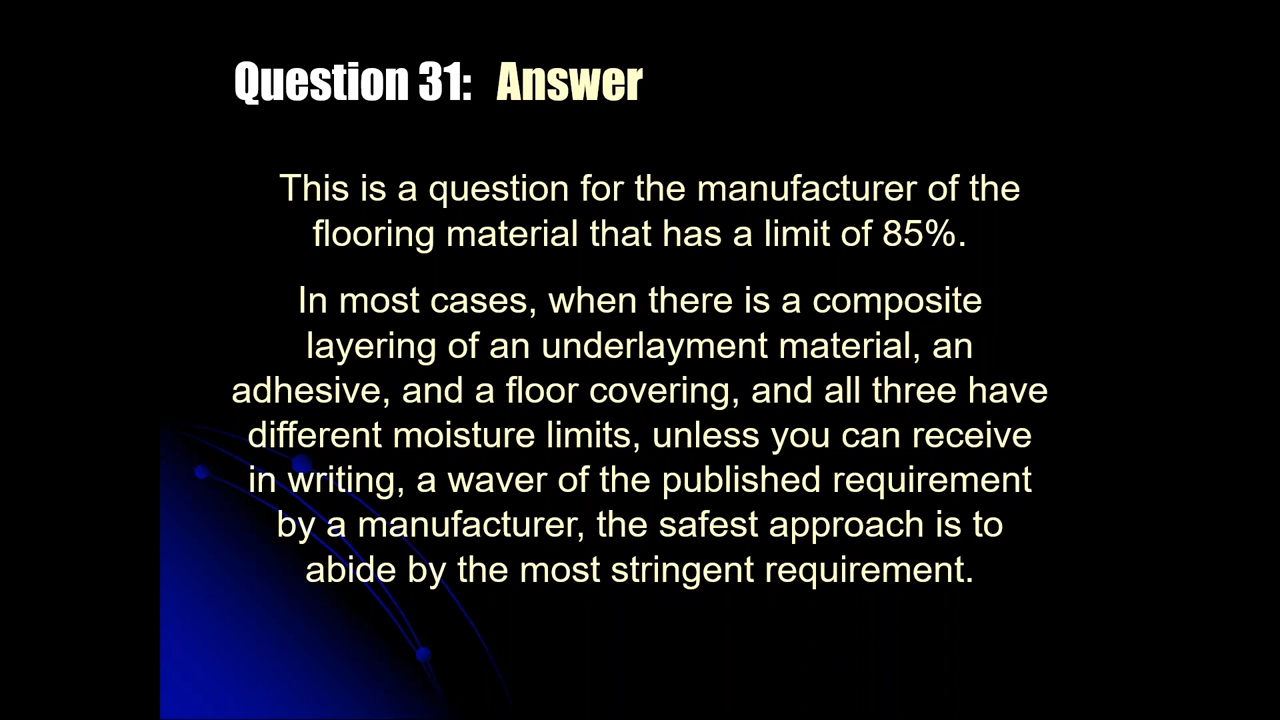 Question 31: Answer
This is a question for the manufacturer of the
flooring material that has a limit of 85%.
In most cases, when there is a composite
layering of an underlayment material, an
adhesive, and a floor covering, and all three have
different moisture limits, unless you can receive
in writing, a waver of the published requirement
by a manufacturer, the safest approach is to
abide by the most stringent requirement.